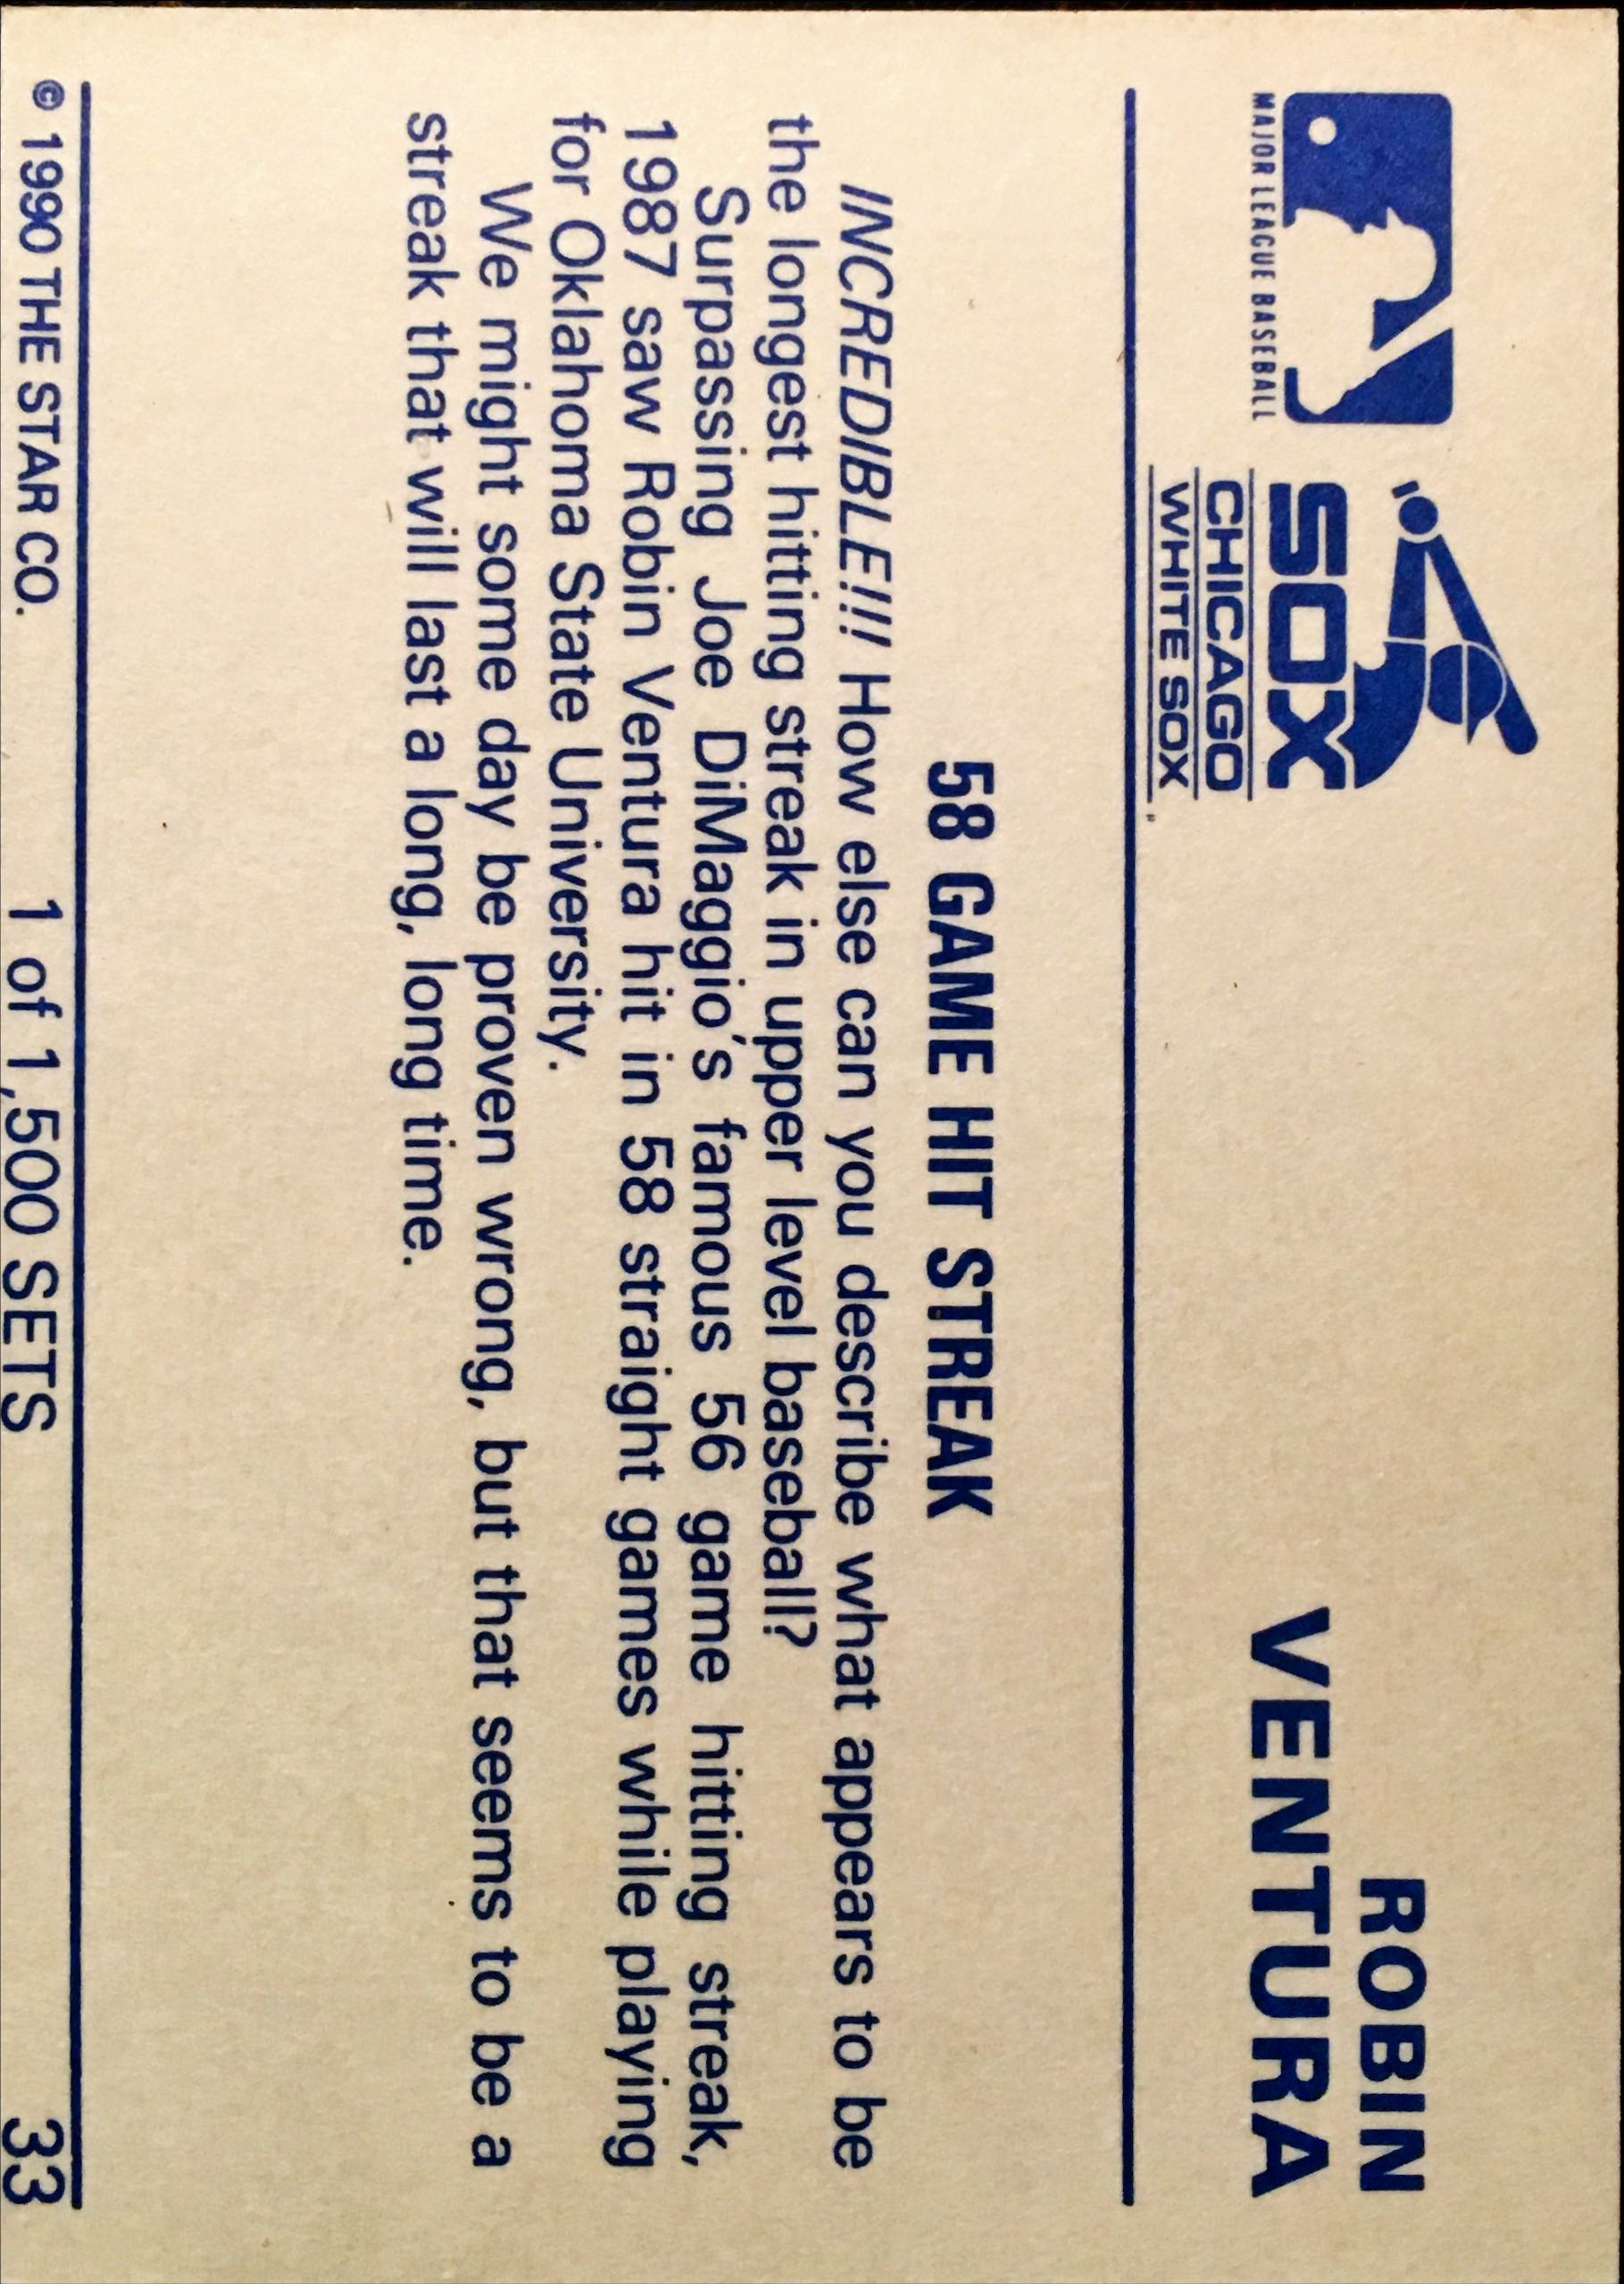 MAJOR LEAGUE BASEBALL
SOX
CHICAGO
WHITE SOX
ROBIN
VENTURA
58 GAME HIT STREAK
INCREDIBLE!!! How else can you describe what appears to be
the longest hitting streak in upper level baseball?
Surpassing Joe DiMaggio's famous 56 game hitting streak,
1987 saw Robin Ventura hit in 58 straight games while playing
for Oklahoma State University.
We might some day be proven wrong, but that seems to be a
streak that will last a long, long time.
© 1990 THE STAR CO.
1 of 1,500 SETS
33